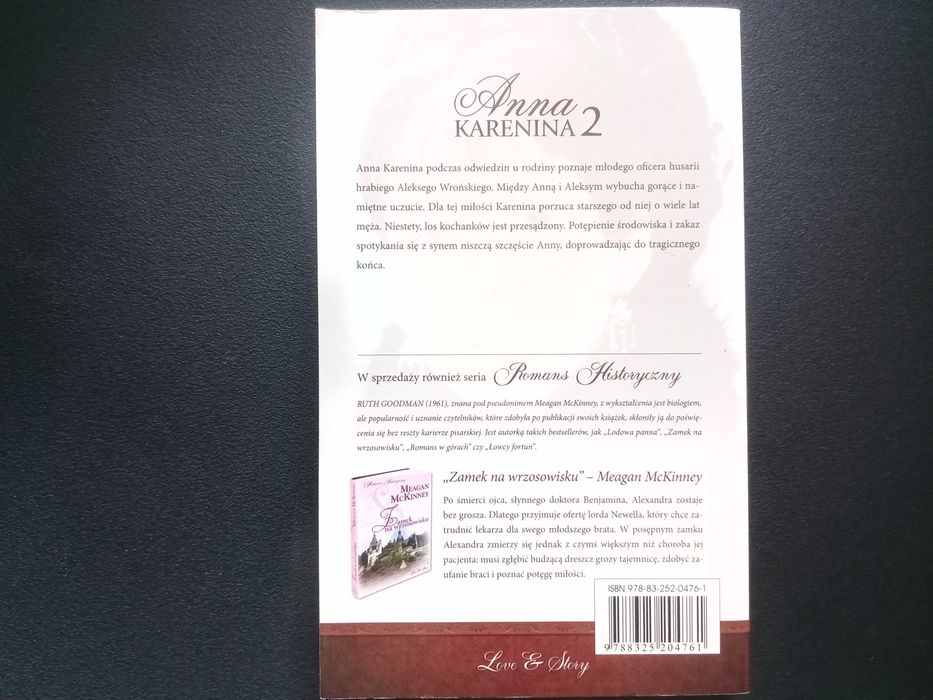 Anna
KARENINA 2
Anna Karenina podczas odwiedzin u rodziny poznaje młodego oficera husarii
hrabiego Aleksego Wrońskiego. Między Anną i Aleksym wybucha gorące i na-
miętne uczucie. Dla tej miłości Karenina porzuca starszego od niej o wiele lat
męża. Niestety, los kochanków jest przesądzony. Potępienie środowiska i zakaz
spotykania się z synem niszczą szczęście Anny, doprowadzając do tragicznego
końca.
W sprzedaży również seria Romans Historyczny
RUTH GOODMAN (1961), znana pod pseudonimem Meagan McKinney, z wykształcenia jest biologiem,
ale popularność i uznanie czytelników, które zdobyła po publikacji swoich książek, skłoniły ją do poświę-
cenia się bez reszty karierze pisarskiej. Jest autorką takich bestsellerów, jak „Lodowa panna", „Zamek na
wrzosowisku", „Romans w górach" czy „Łowcy fortun".
„Zamek na wrzosowisku" – Meagan McKinney
Po śmierci ojca, słynnego doktora Benjamina, Alexandra zostaje
bez grosza. Dlatego przyjmuje ofertę lorda Newella, który chce za-
trudnić lekarza dla swego młodszego brata. W posępnym zamku
Alexandra zmierzy się jednak z czymś większym niż choroba jej
pacjenta: musi zgłębić budzącą dreszcz grozy tajemnicę, zdobyć za-
ufanie braci i poznać potęgę miłości.
Romans Historyczny
MEAGAN
MCKINNEY
Zamek
na wrzosowisku
ISBN 978-83-252-0476-1
9 788325 204761
Love & Story